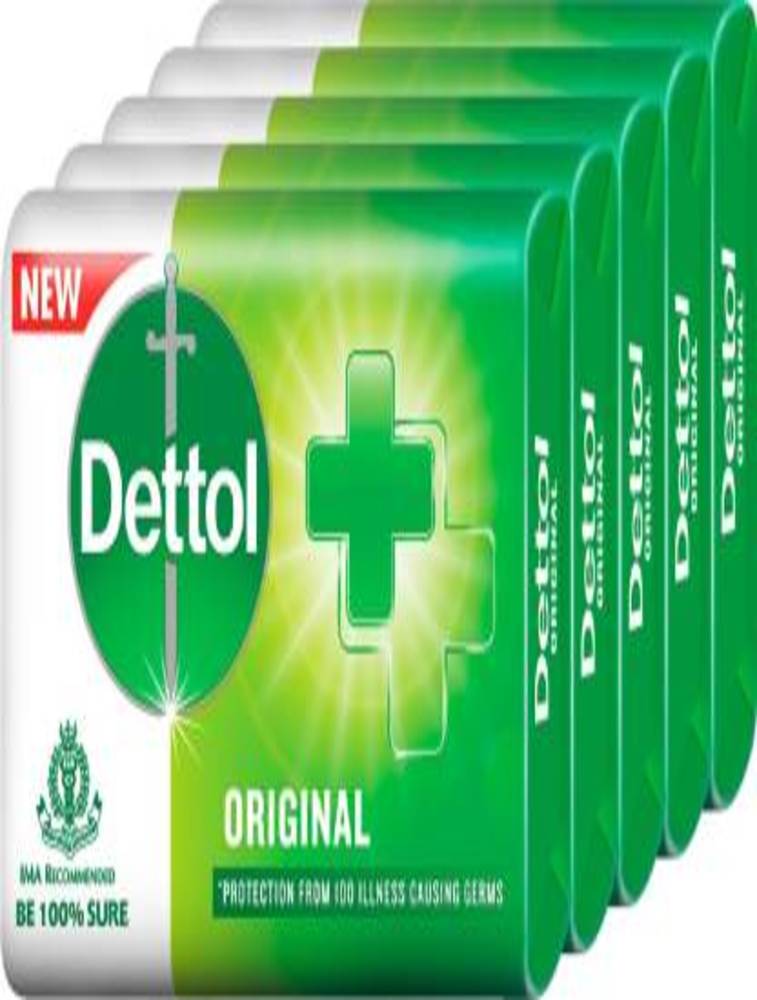 NEW
Dettol
ORIGINAL
*PROTECTION FROM 100 ILLNESS CAUSING GERMS
IMA RECOMMENDED
BE 100% SURE
Dettol
ORIGINAL
Dettol
ORIGINAL
Dettol
ORIGINAL
Dettol
ORIGINAL
Dettol
ORIGINAL